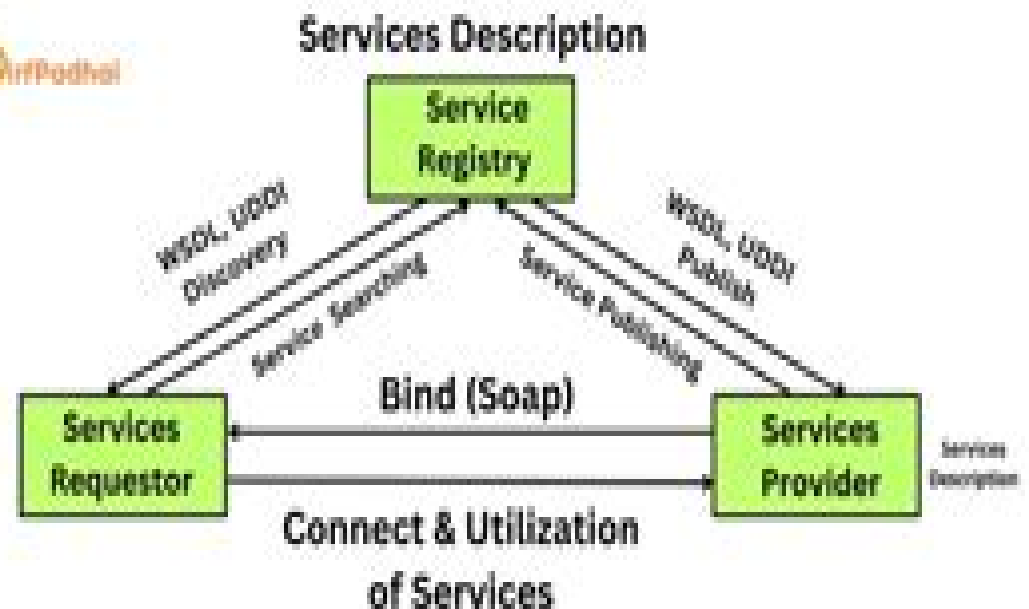 Services Description
Service
Registry
WSDL, UDDI
Discovery
Service Searching
WSDL, UDDI
Publish
Service Publishing
Bind (Soap)
Services
Requestor
Services
Provider
Services
Description
Connect & Utilization
of Services